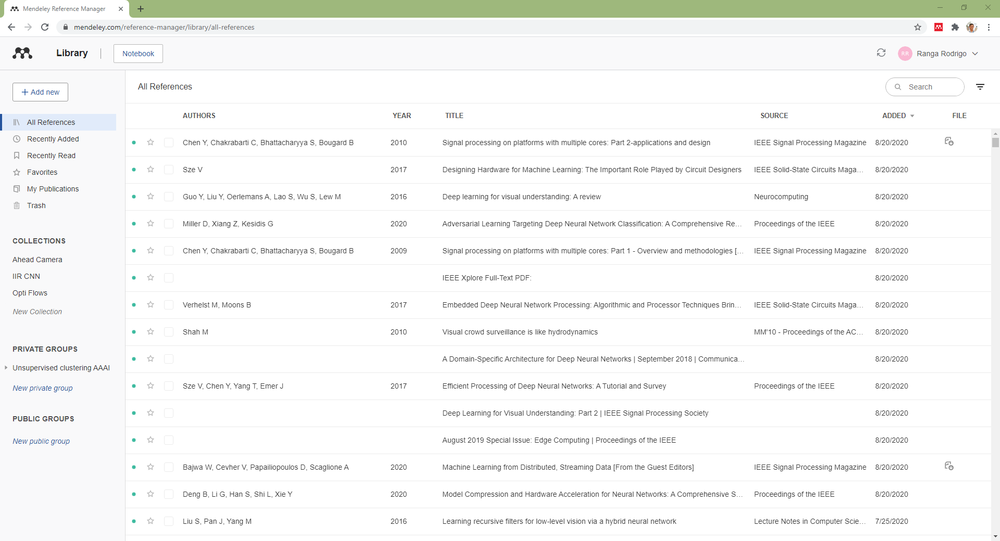 Mendeley Reference Manager
mendeley.com/reference-manager/library/all-references
Library
Notebook
RR
Ranga Rodrigo
Add new
All References
Recently Added
Recently Read
Favorites
My Publications
Trash
COLLECTIONS
Ahead Camera
IIR CNN
Opti Flows
New Collection
PRIVATE GROUPS
Unsupervised clustering AAAI
New private group
PUBLIC GROUPS
New public group
All References
Search
AUTHORS YEAR TITLE SOURCE ADDED FILE
Chen Y, Chakrabarti C, Bhattacharyya S, Bougard B 2010 Signal processing on platforms with multiple cores: Part 2-applications and design IEEE Signal Processing Magazine 8/20/2020
Sze V 2017 Designing Hardware for Machine Learning: The Important Role Played by Circuit Designers IEEE Solid-State Circuits Maga... 8/20/2020
Guo Y, Liu Y, Oerlemans A, Lao S, Wu S, Lew M 2016 Deep learning for visual understanding: A review Neurocomputing 8/20/2020
Miller D, Xiang Z, Kesidis G 2020 Adversarial Learning Targeting Deep Neural Network Classification: A Comprehensive Re... Proceedings of the IEEE 8/20/2020
Chen Y, Chakrabarti C, Bhattacharyya S, Bougard B 2009 Signal processing on platforms with multiple cores: Part 1 - Overview and methodologies [... IEEE Signal Processing Magazine 8/20/2020
IEEE Xplore Full-Text PDF: 8/20/2020
Verhelst M, Moons B 2017 Embedded Deep Neural Network Processing: Algorithmic and Processor Techniques Brin... IEEE Solid-State Circuits Maga... 8/20/2020
Shah M 2010 Visual crowd surveillance is like hydrodynamics MM'10 - Proceedings of the AC... 8/20/2020
A Domain-Specific Architecture for Deep Neural Networks | September 2018 | Communica... 8/20/2020
Sze V, Chen Y, Yang T, Emer J 2017 Efficient Processing of Deep Neural Networks: A Tutorial and Survey Proceedings of the IEEE 8/20/2020
Deep Learning for Visual Understanding: Part 2 | IEEE Signal Processing Society 8/20/2020
August 2019 Special Issue: Edge Computing | Proceedings of the IEEE 8/20/2020
Bajwa W, Cevher V, Papailiopoulos D, Scaglione A 2020 Machine Learning from Distributed, Streaming Data [From the Guest Editors] IEEE Signal Processing Magazine 8/20/2020
Deng B, Li G, Han S, Shi L, Xie Y 2020 Model Compression and Hardware Acceleration for Neural Networks: A Comprehensive S... Proceedings of the IEEE 8/20/2020
Liu S, Pan J, Yang M 2016 Learning recursive filters for low-level vision via a hybrid neural network Lecture Notes in Computer Scie... 7/25/2020